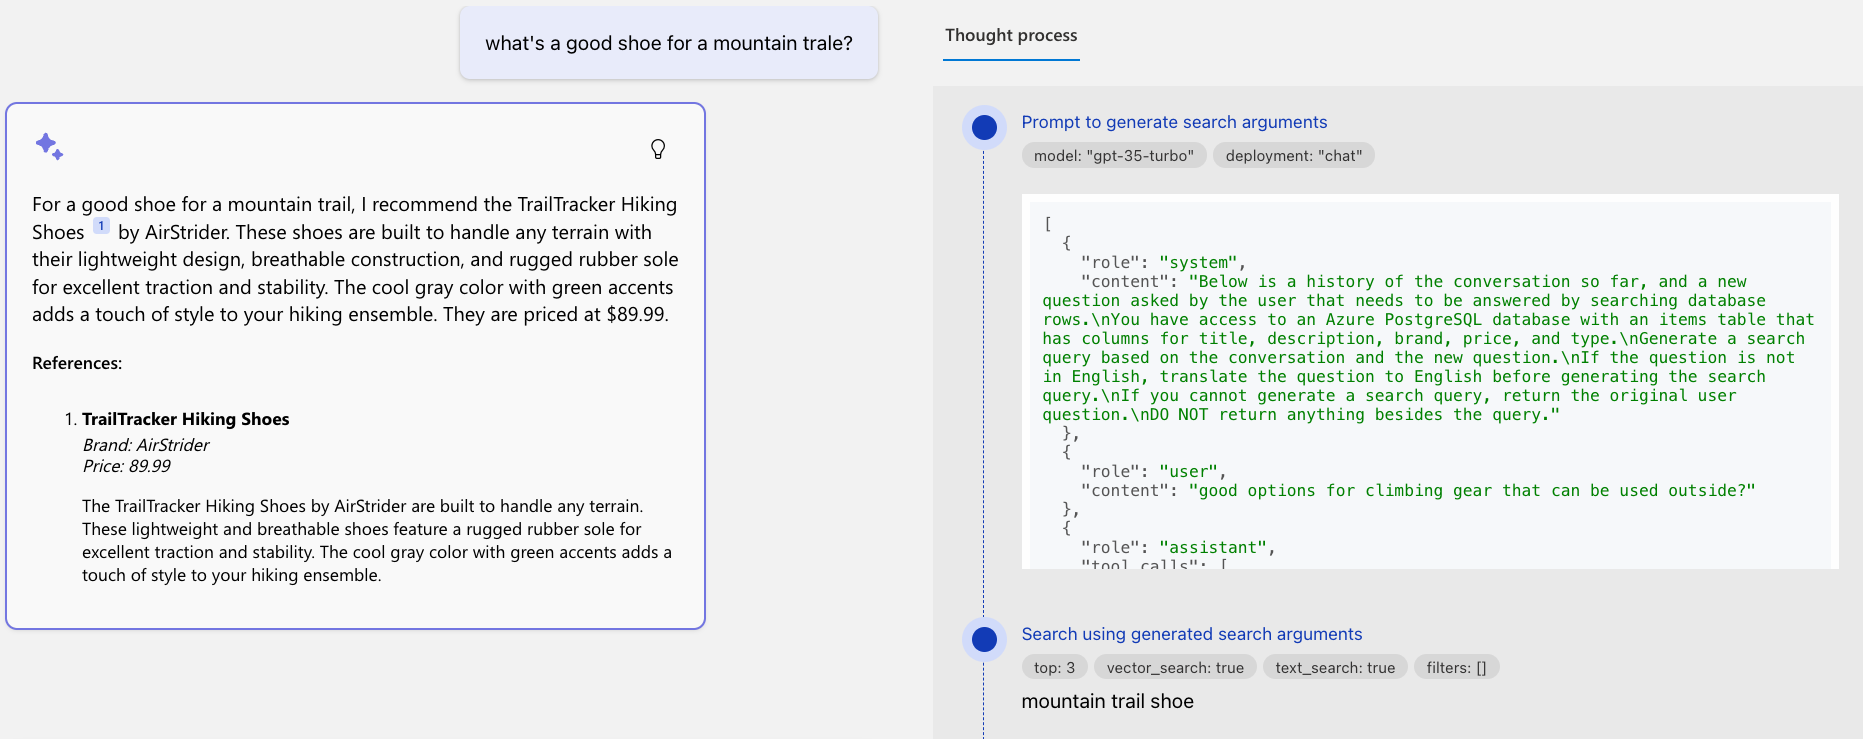 what's a good shoe for a mountain trale?
For a good shoe for a mountain trail, I recommend the TrailTracker Hiking
Shoes 1 by AirStrider. These shoes are built to handle any terrain with
their lightweight design, breathable construction, and rugged rubber sole
for excellent traction and stability. The cool gray color with green accents
adds a touch of style to your hiking ensemble. They are priced at $89.99.
References:
1. TrailTracker Hiking Shoes
Brand: AirStrider
Price: 89.99
The TrailTracker Hiking Shoes by AirStrider are built to handle any terrain.
These lightweight and breathable shoes feature a rugged rubber sole for
excellent traction and stability. The cool gray color with green accents adds a
touch of style to your hiking ensemble.
Thought process
Prompt to generate search arguments
model: "gpt-35-turbo" deployment: "chat"
[
{
"role": "system",
"content": "Below is a history of the conversation so far, and a new
question asked by the user that needs to be answered by searching database
rows.\nYou have access to an Azure PostgreSQL database with an items table that
has columns for title, description, brand, price, and type.\nGenerate a search
query based on the conversation and the new question.\nIf the question is not
in English, translate the question to English before generating the search
query.\nIf you cannot generate a search query, return the original user
question.\nDO NOT return anything besides the query."
},
{
"role": "user",
"content": "good options for climbing gear that can be used outside?"
},
{
"role": "assistant",
"tool_calls": [
Search using generated search arguments
top: 3 vector_search: true text_search: true filters: []
mountain trail shoe